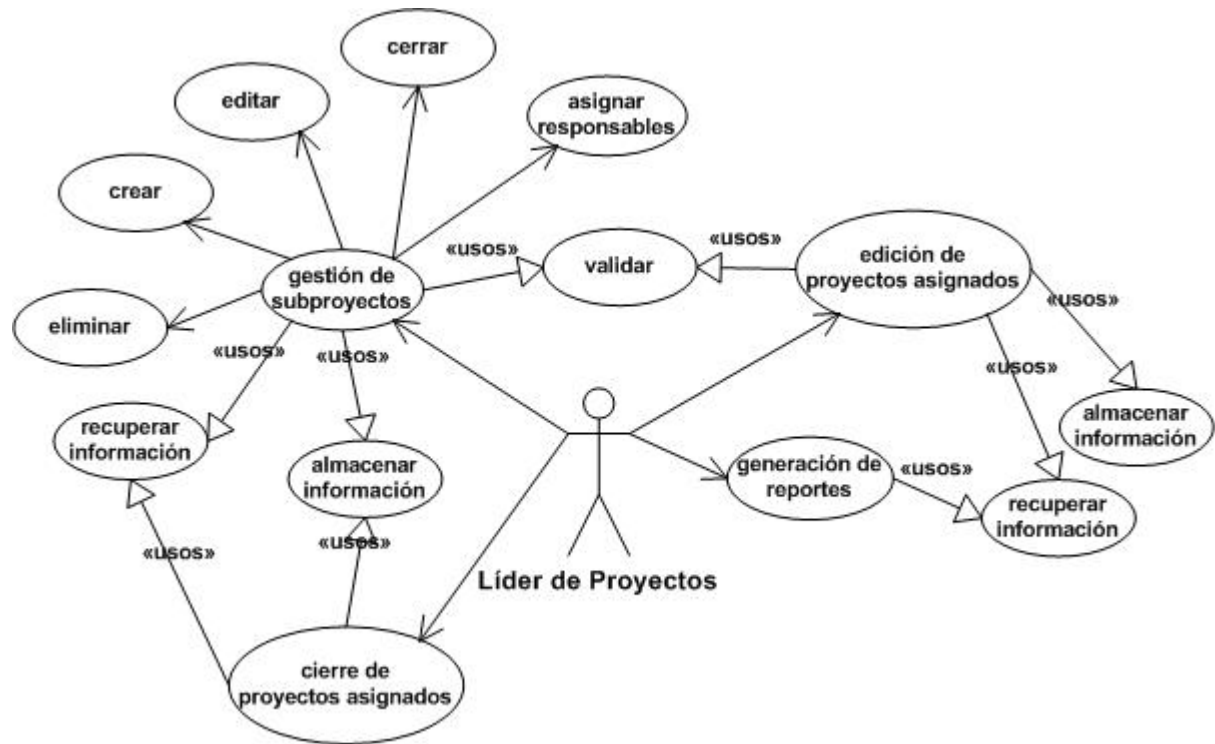 cerrar
editar
asignar
responsables
crear
«usos»
«usos»
gestión de
subproyectos
validar
edición de
proyectos asignados
eliminar
«usos»
«usos»
«usos»
«usos»
recuperar
información
almacenar
información
almacenar
información
generación de
reportes
«usos»
recuperar
información
«usos»
«usos»
Líder de Proyectos
cierre de
proyectos asignados